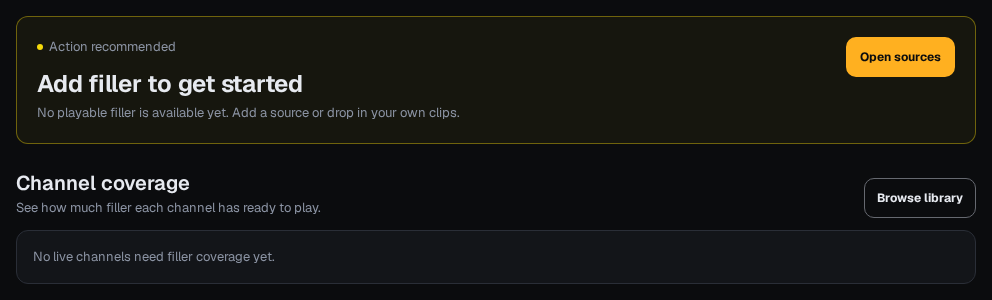 Action recommended
Open sources
Add filler to get started
No playable filler is available yet. Add a source or drop in your own clips.
Channel coverage
See how much filler each channel has ready to play.
Browse library
No live channels need filler coverage yet.